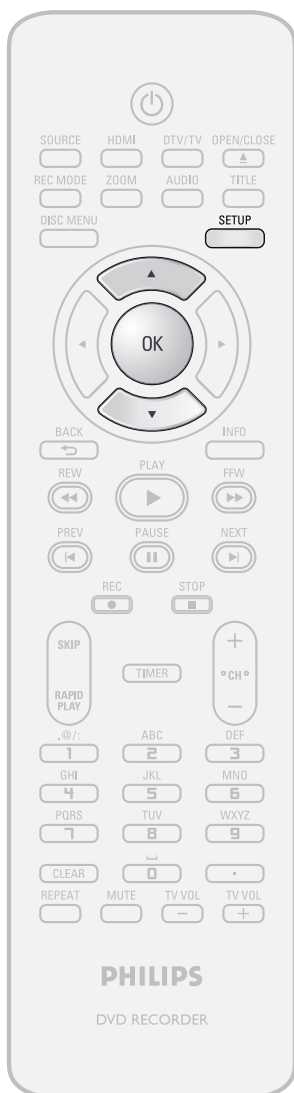 SOURCE HDMI DTV/TV OPEN/CLOSE
REC MODE ZOOM AUDIO TITLE
DISC MENU SETUP
OK
BACK INFO
REW PLAY FFW
PREV PAUSE NEXT
REC STOP
SKIP +
TIMER CH
RAPID
PLAY −
.@/: ABC DEF
1 2 3
GHI JKL MNO
4 5 6
PQRS TUV WXYZ
7 8 9
␣
CLEAR 0 .
REPEAT MUTE TV VOL TV VOL
− +
PHILIPS
DVD RECORDER